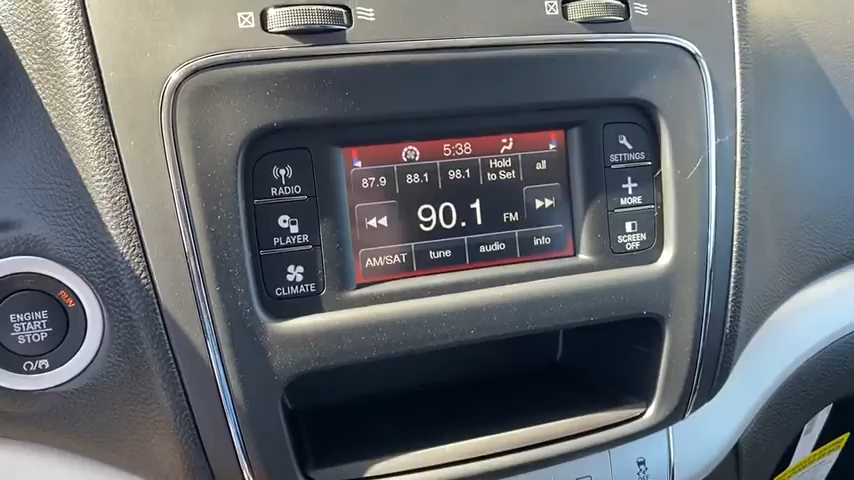 5:38
87.9
88.1
98.1
Hold
to Set
all
90.1
FM
AM/SAT
tune
audio
info
RADIO
PLAYER
CLIMATE
SETTINGS
MORE
SCREEN
OFF
RUN
ENGINE
START
STOP
OFF